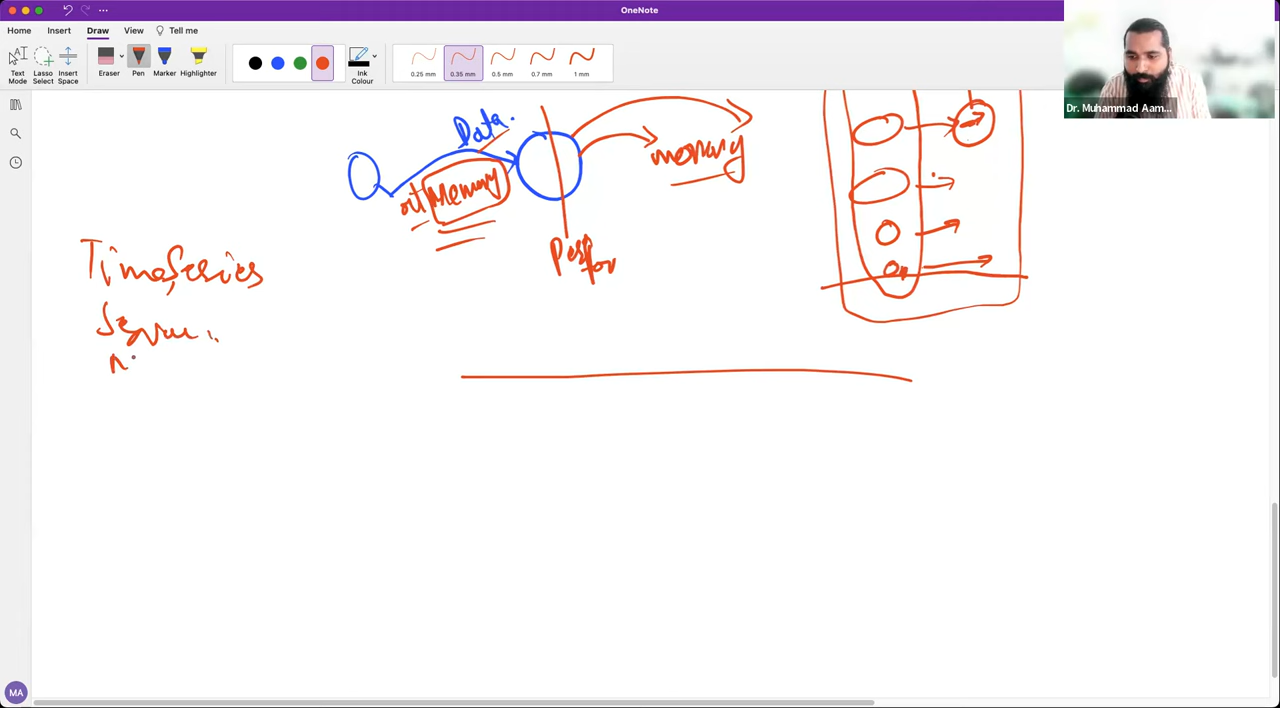 OneNote
Home Insert Draw View Tell me
Text Mode
Lasso Select
Insert Space
Eraser
Pen
Marker
Highlighter
Ink Colour
0.25 mm
0.35 mm
0.5 mm
0.7 mm
1 mm
Dr. Muhammad Aam...
Data.
out Memory
memory
TimeSeries
MA